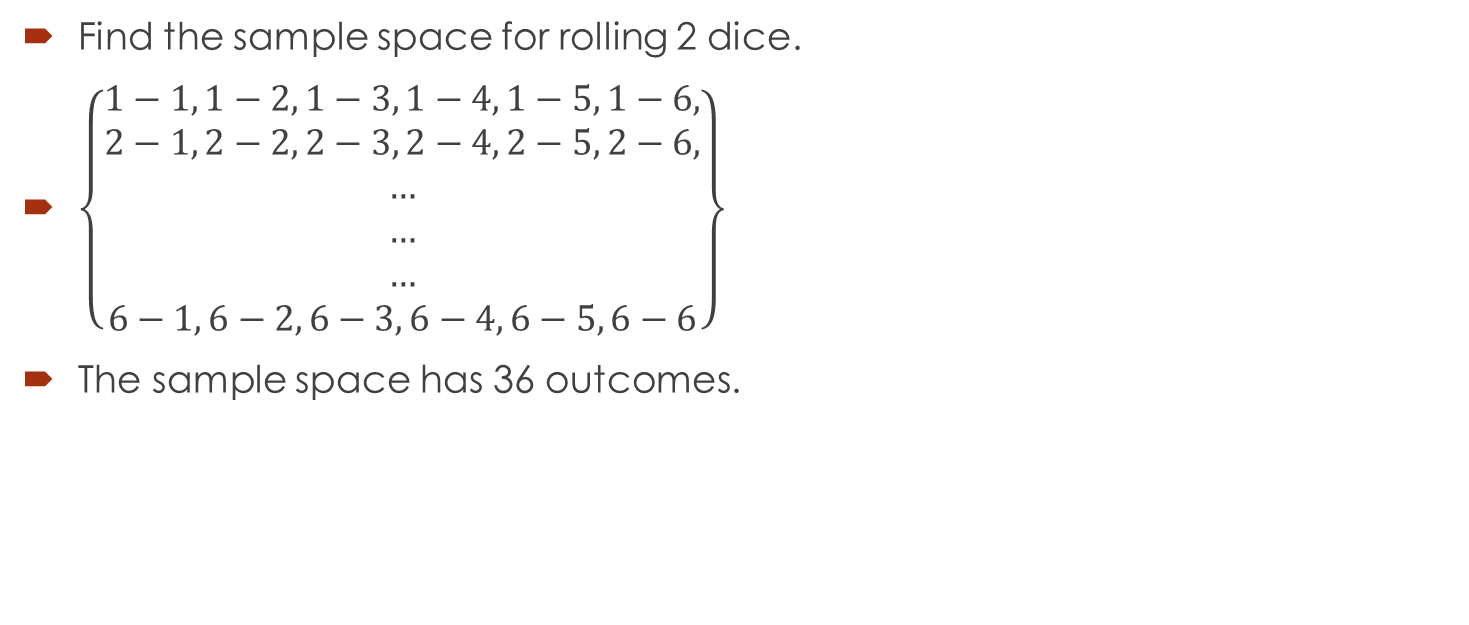 Find the sample space for rolling 2 dice.
{1 − 1, 1 − 2, 1 − 3, 1 − 4, 1 − 5, 1 − 6,
2 − 1, 2 − 2, 2 − 3, 2 − 4, 2 − 5, 2 − 6,
…
…
…
6 − 1, 6 − 2, 6 − 3, 6 − 4, 6 − 5, 6 − 6}
The sample space has 36 outcomes.